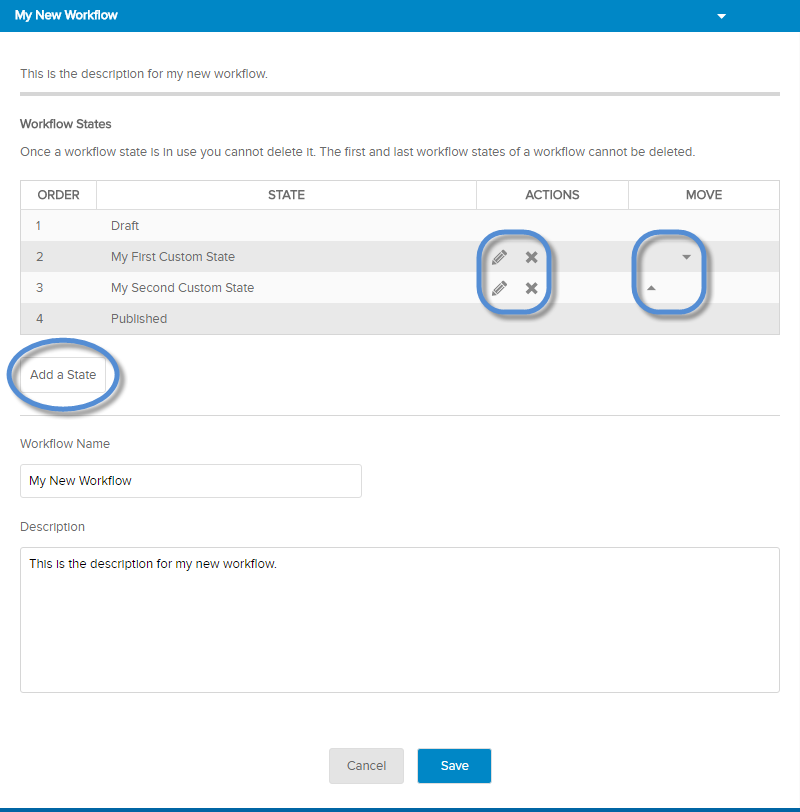 My New Workflow
This is the description for my new workflow.
Workflow States
Once a workflow state is in use you cannot delete it. The first and last workflow states of a workflow cannot be deleted.
ORDER STATE ACTIONS MOVE
1 Draft
2 My First Custom State
3 My Second Custom State
4 Published
Add a State
Workflow Name
My New Workflow
Description
This is the description for my new workflow.
Cancel Save